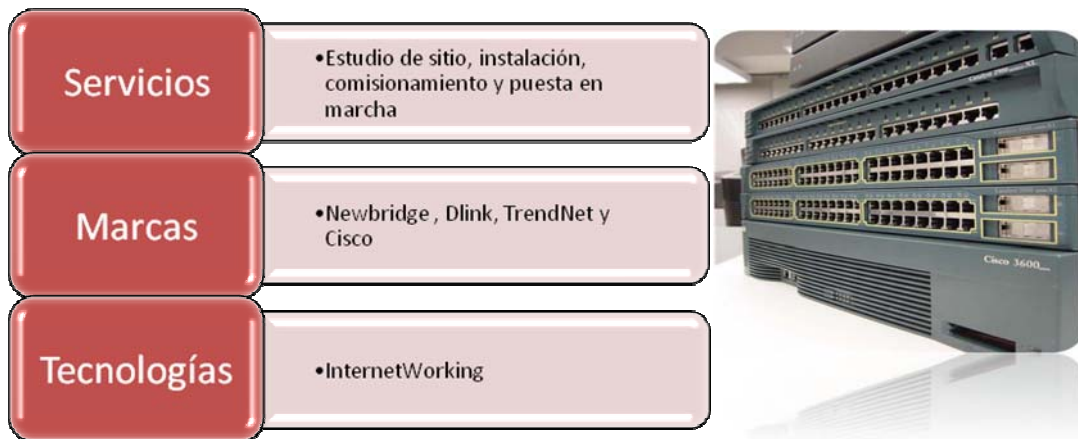 Servicios
•Estudio de sitio, instalación,
comisionamiento y puesta en
marcha
Marcas
•Newbridge , Dlink, TrendNet y
Cisco
Tecnologías
•InternetWorking
Cisco 3600